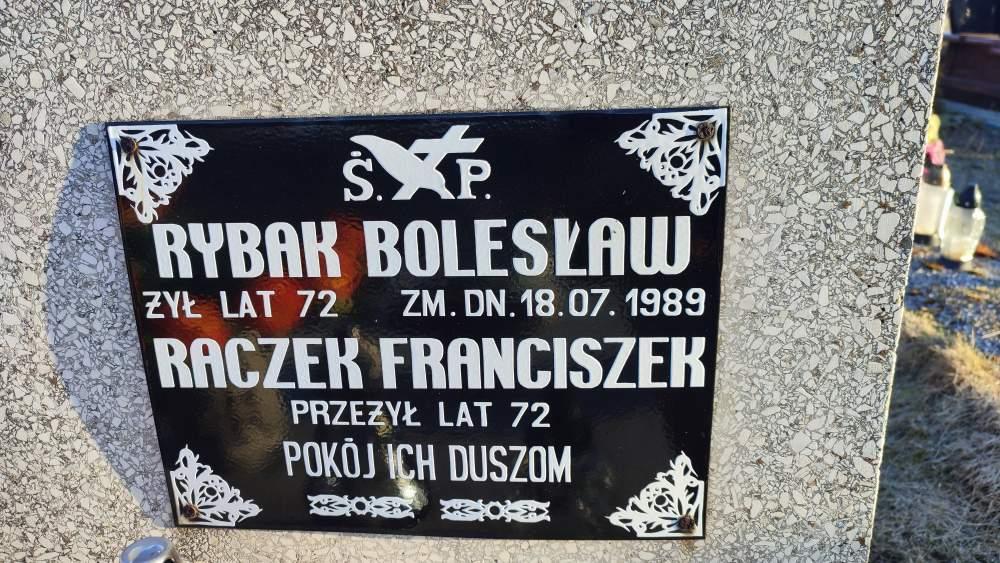 Ś. P.
RYBAK BOLESŁAW
ŻYŁ LAT 72 ZM. DN. 18.07.1989
RACZEK FRANCISZEK
PRZEŻYŁ LAT 72
POKÓJ ICH DUSZOM